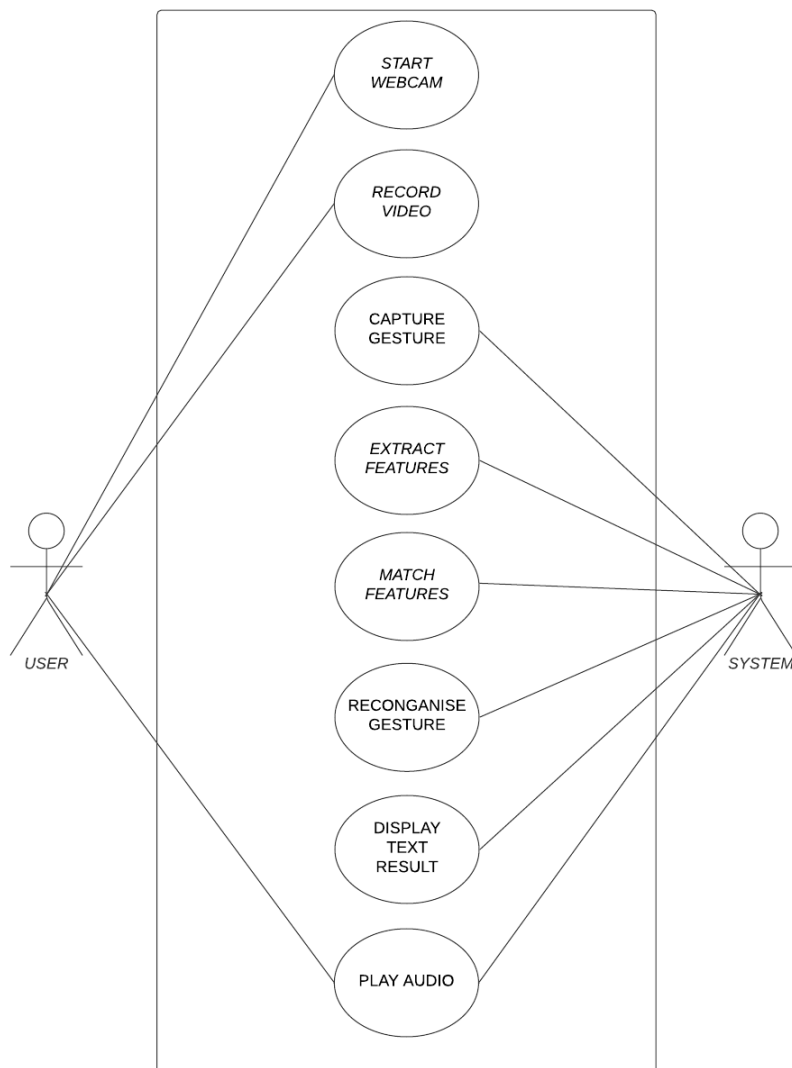 START
WEBCAM
RECORD
VIDEO
CAPTURE
GESTURE
EXTRACT
FEATURES
MATCH
FEATURES
USER
SYSTEM
RECONGANISE
GESTURE
DISPLAY
TEXT
RESULT
PLAY AUDIO